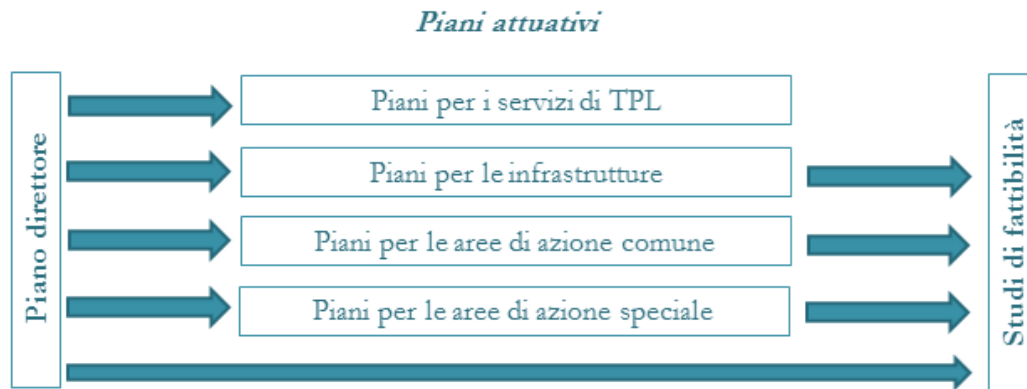 Piani attuativi
Piano direttore
Piani per i servizi di TPL
Piani per le infrastrutture
Piani per le aree di azione comune
Piani per le aree di azione speciale
Studi di fattibilità